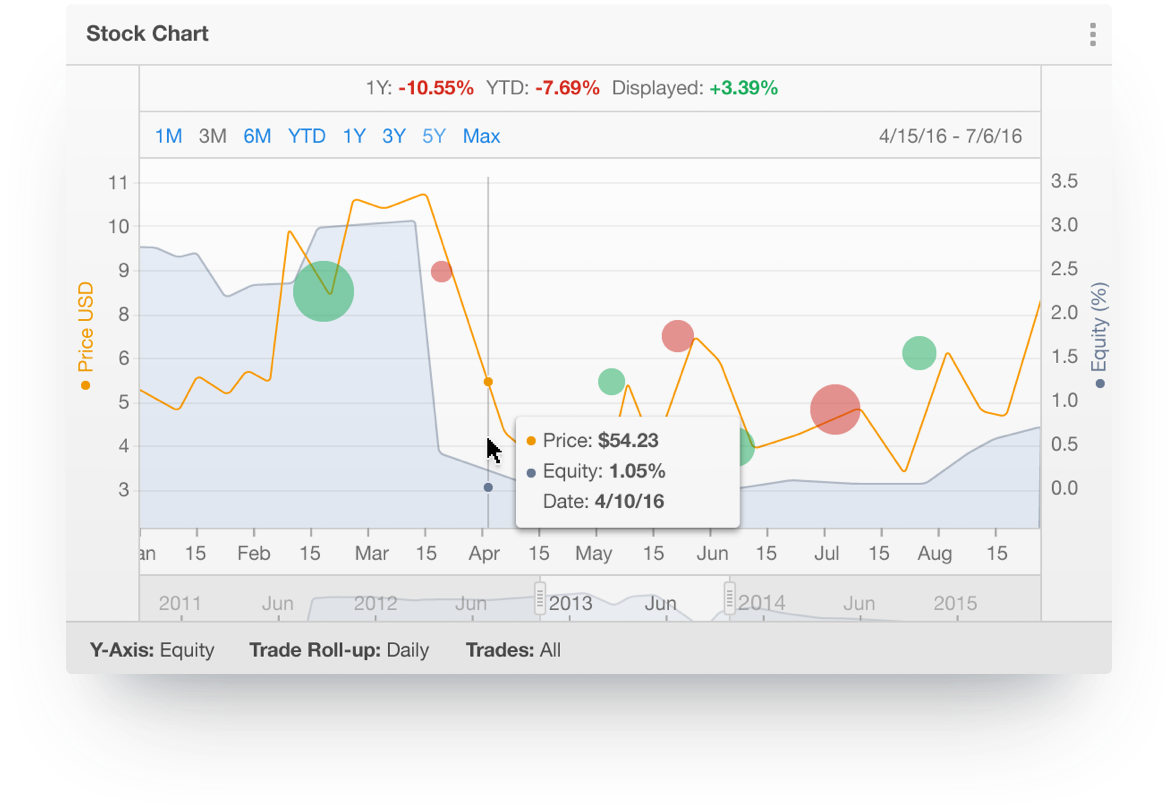 Stock Chart
1Y: -10.55% YTD: -7.69% Displayed: +3.39%
1M 3M 6M YTD 1Y 3Y 5Y Max 4/15/16 - 7/6/16
11 3.5
10 3.0
9 2.5
8 2.0
6 1.5
5 1.0
4 0.5
3 0.0
Price USD
Equity (%)
Price: $54.23
Equity: 1.05%
Date: 4/10/16
an 15 Feb 15 Mar 15 Apr 15 May 15 Jun 15 Jul 15 Aug 15
2011 Jun 2012 Jun 2013 Jun 2014 Jun 2015
Y-Axis: Equity Trade Roll-up: Daily Trades: All